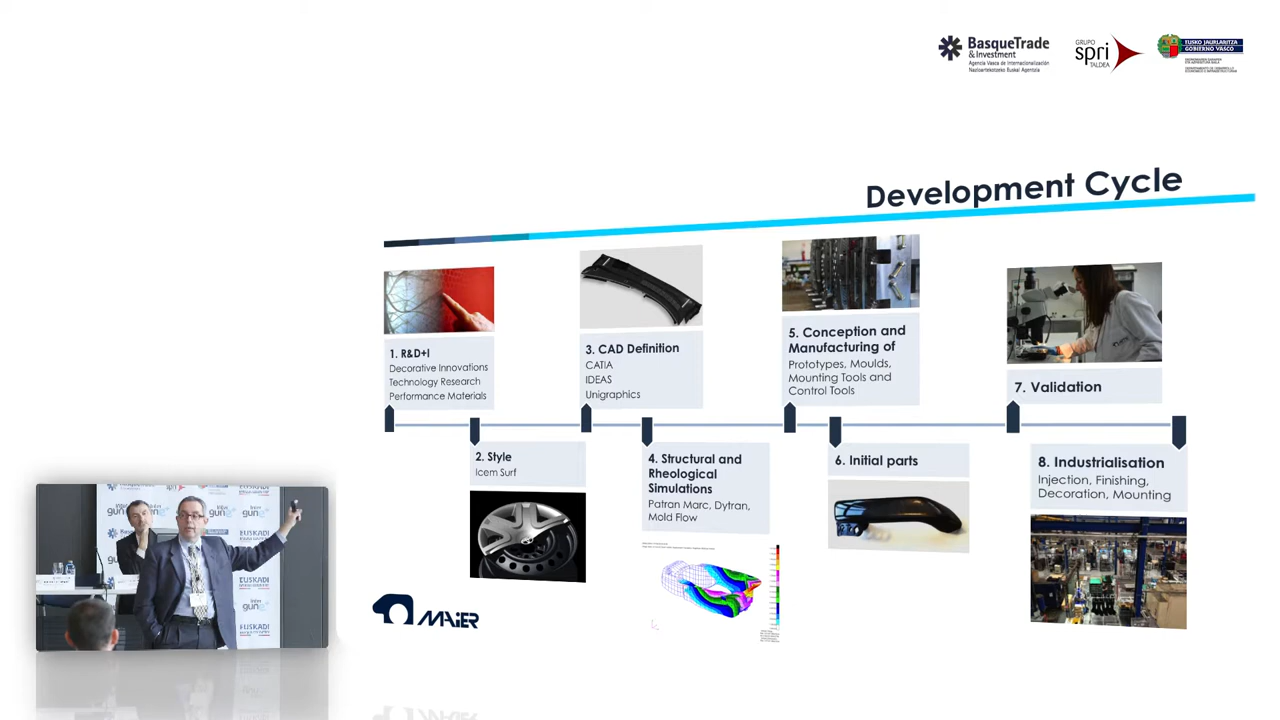 BasqueTrade
& Investment
Agencia Vasca de Internacionalización
Nazioartekotzeko Euskal Agentzia
GRUPO
spri
TALDEA
EUSKO JAURLARITZA
GOBIERNO VASCO
Development Cycle
1. R&D+I
Decorative Innovations
Technology Research
Performance Materials
2. Style
Icem Surf
3. CAD Definition
CATIA
IDEAS
Unigraphics
4. Structural and
Rheological
Simulations
Patran Marc, Dytran,
Mold Flow
5. Conception and
Manufacturing of
Prototypes, Moulds,
Mounting Tools and
Control Tools
6. Initial parts
7. Validation
8. Industrialisation
Injection, Finishing,
Decoration, Mounting
MAIER
EUSKADI
EUSKADI